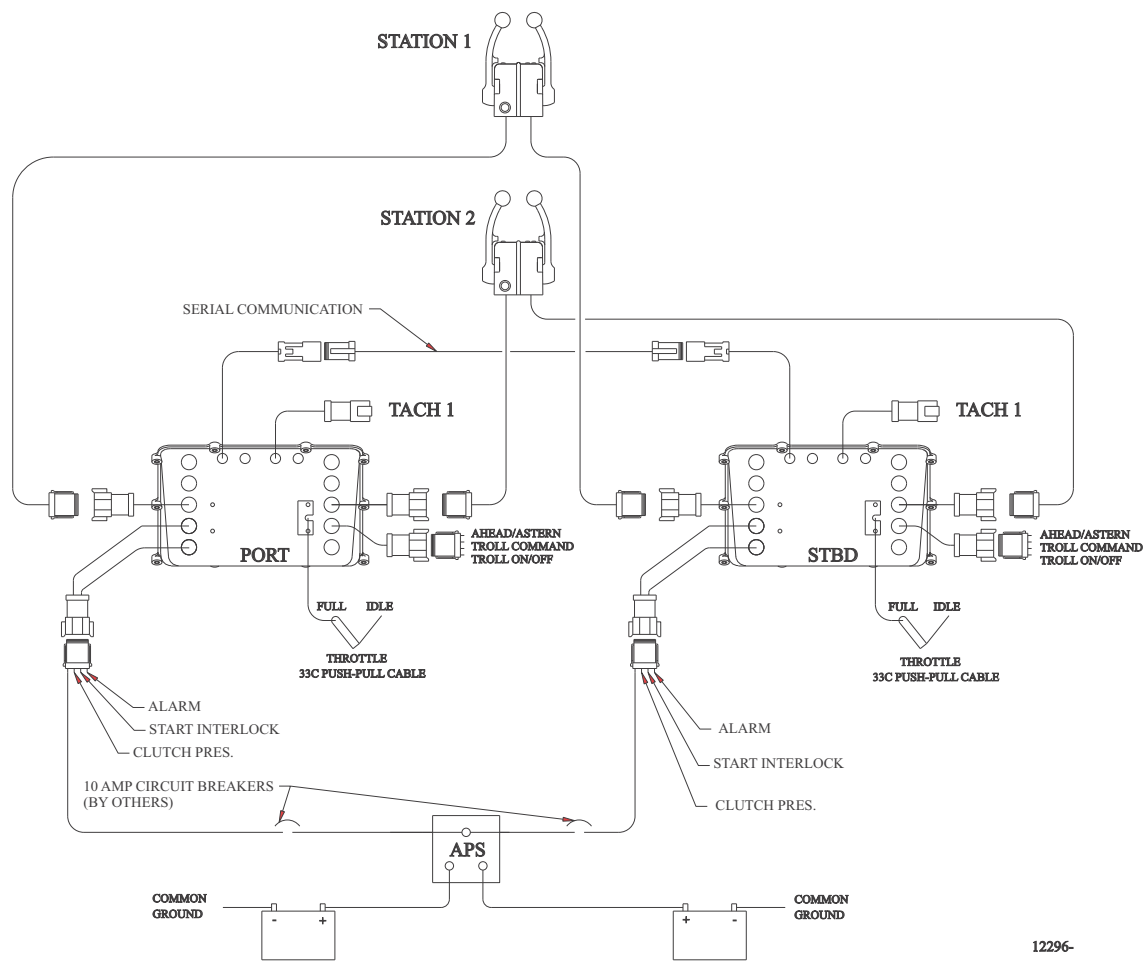 STATION 1
STATION 2
SERIAL COMMUNICATION
TACH 1
TACH 1
PORT
AHEAD/ASTERN
TROLL COMMAND
TROLL ON/OFF
STBD
AHEAD/ASTERN
TROLL COMMAND
TROLL ON/OFF
FULL IDLE
THROTTLE
33C PUSH-PULL CABLE
FULL IDLE
THROTTLE
33C PUSH-PULL CABLE
ALARM
START INTERLOCK
CLUTCH PRES.
ALARM
START INTERLOCK
CLUTCH PRES.
10 AMP CIRCUIT BREAKERS
(BY OTHERS)
APS
COMMON
GROUND
- +
+ -
COMMON
GROUND
12296-